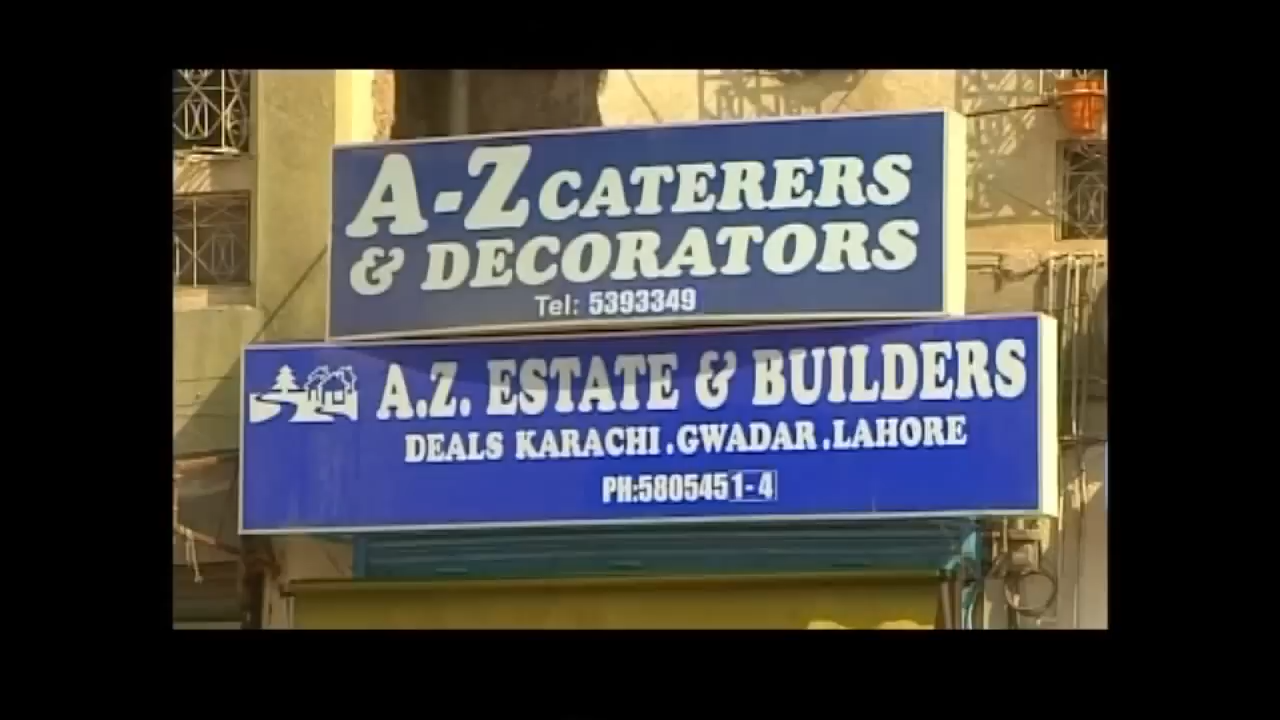 A-Z CATERERS
& DECORATORS
Tel: 5393349
A.Z. ESTATE & BUILDERS
DEALS KARACHI.GWADAR.LAHORE
PH:5805451-4